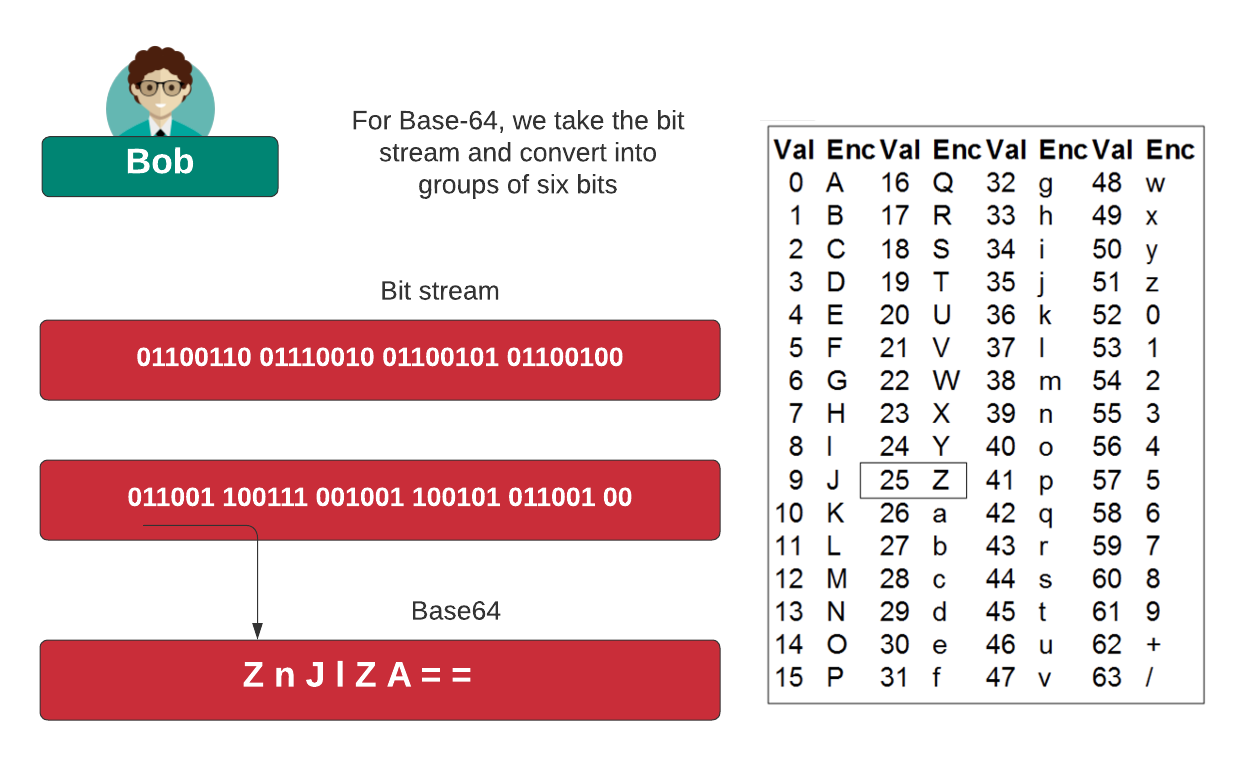 Bob
For Base-64, we take the bit
stream and convert into
groups of six bits
Bit stream
01100110 01110010 01100101 01100100
011001 100111 001001 100101 011001 00
Base64
Z n J l Z A = =
Val Enc Val Enc Val Enc Val Enc
0 A 16 Q 32 g 48 w
1 B 17 R 33 h 49 x
2 C 18 S 34 i 50 y
3 D 19 T 35 j 51 z
4 E 20 U 36 k 52 0
5 F 21 V 37 l 53 1
6 G 22 W 38 m 54 2
7 H 23 X 39 n 55 3
8 I 24 Y 40 o 56 4
9 J 25 Z 41 p 57 5
10 K 26 a 42 q 58 6
11 L 27 b 43 r 59 7
12 M 28 c 44 s 60 8
13 N 29 d 45 t 61 9
14 O 30 e 46 u 62 +
15 P 31 f 47 v 63 /